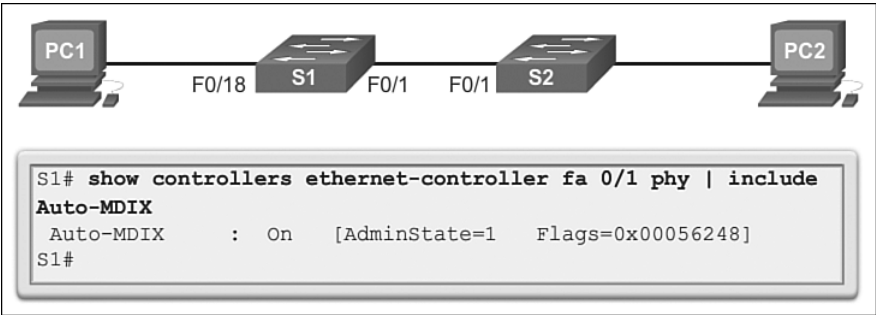 PC1
PC2
S1
S2
F0/18
F0/1
F0/1
S1# show controllers ethernet-controller fa 0/1 phy | include
Auto-MDIX
Auto-MDIX : On [AdminState=1 Flags=0x00056248]
S1#